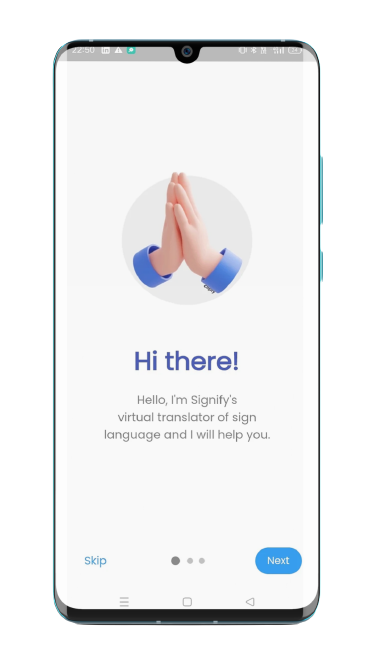 22:50
Hi there!
Hello, I'm Signify's
virtual translator of sign
language and I will help you.
Skip
Next